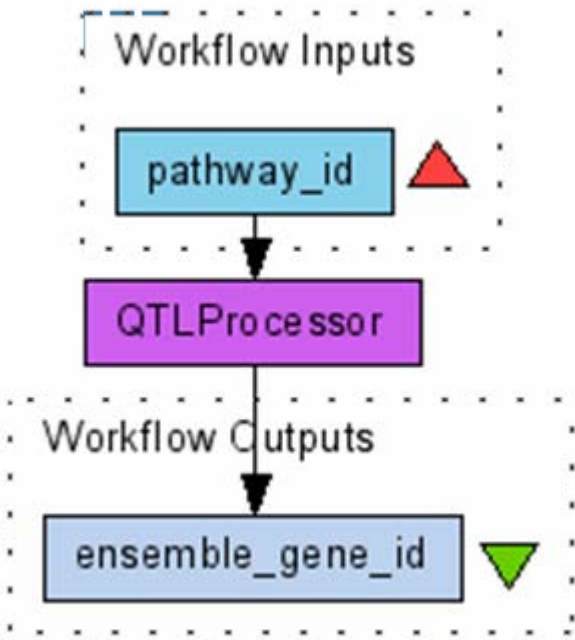 Workflow Inputs
pathway_id
QTLProcessor
Workflow Outputs
ensemble_gene_id